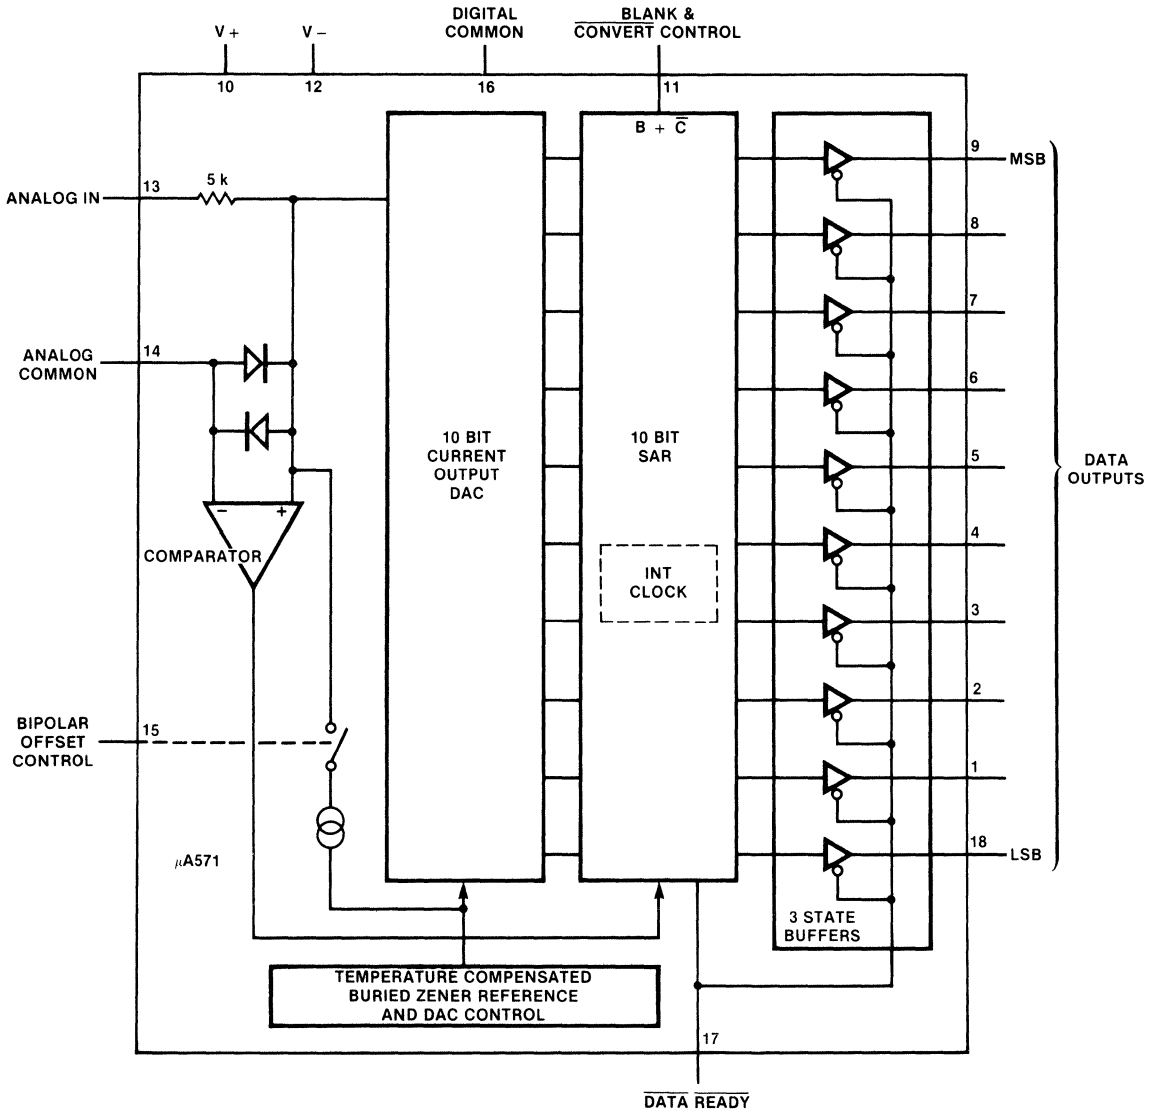 DIGITAL
COMMON
BLANK &
CONVERT CONTROL
V+
V−
10
12
16
11
B + C̅
9
MSB
13
5 k
ANALOG IN
8
7
14
ANALOG
COMMON
6
10 BIT
CURRENT
OUTPUT
DAC
10 BIT
SAR
5
DATA
OUTPUTS
− +
COMPARATOR
4
INT
CLOCK
3
2
15
BIPOLAR
OFFSET
CONTROL
1
18
LSB
μA571
3 STATE
BUFFERS
TEMPERATURE COMPENSATED
BURIED ZENER REFERENCE
AND DAC CONTROL
17
DATA READY